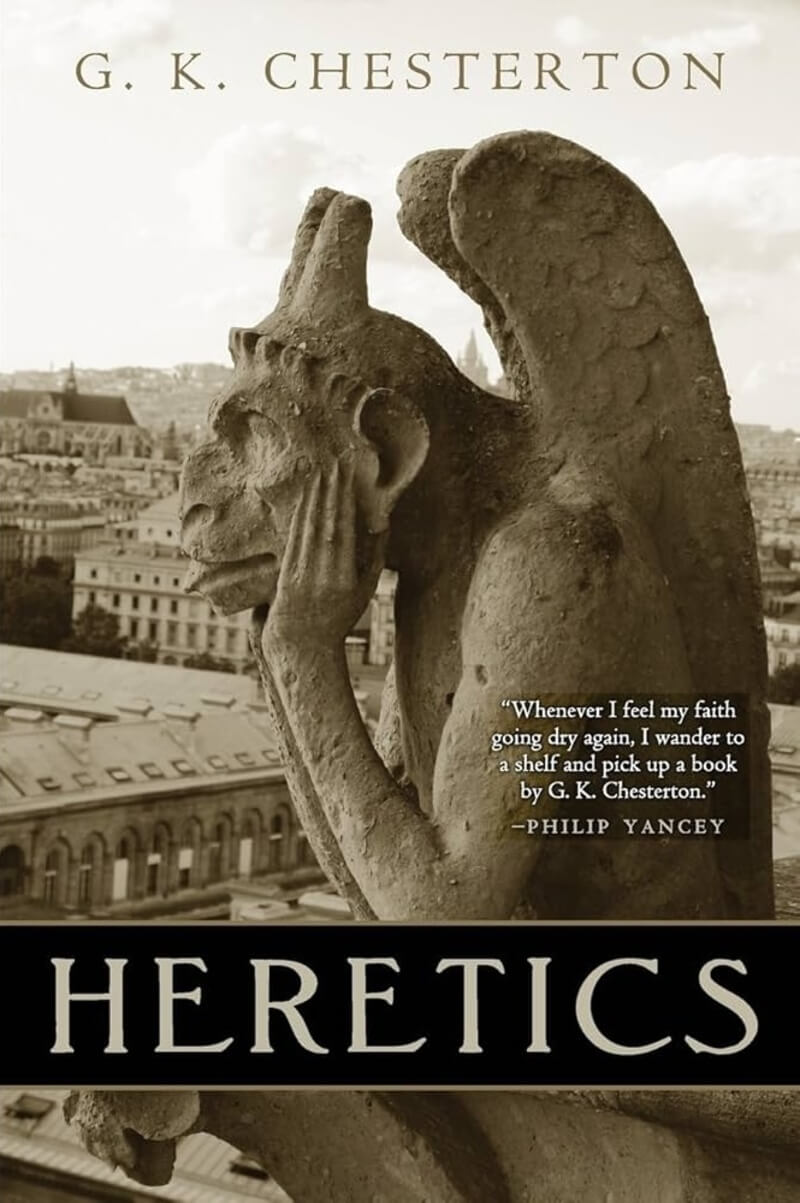 G. K. CHESTERTON
“Whenever I feel my faith
going dry again, I wander to
a shelf and pick up a book
by G. K. Chesterton.”
–PHILIP YANCEY
HERETICS